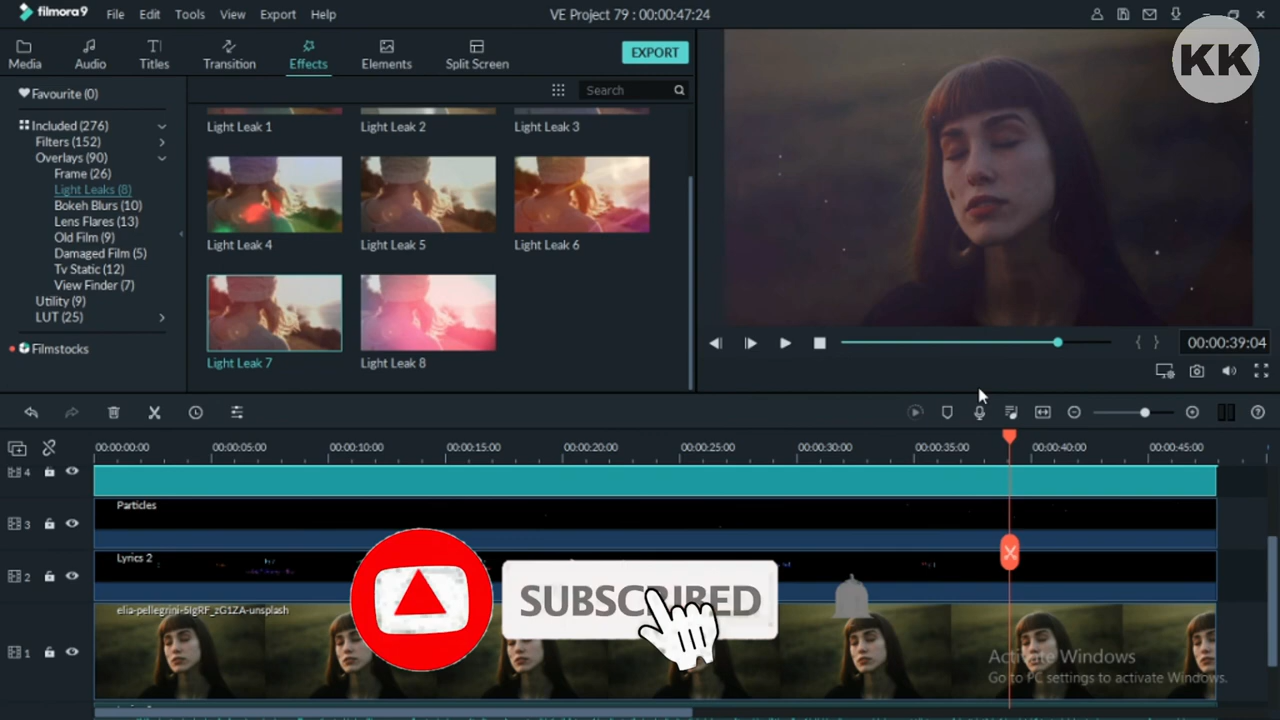 filmora9
File Edit Tools View Export Help
VE Project 79 : 00:00:47:24
KK
Media Audio Titles Transition Effects Elements Split Screen
EXPORT
Favourite (0)
Search
Included (276)
Filters (152)
Overlays (90)
Frame (26)
Light Leaks (8)
Bokeh Blurs (10)
Lens Flares (13)
Old Film (9)
Damaged Film (5)
Tv Static (12)
View Finder (7)
Utility (9)
LUT (25)
Filmstocks
Light Leak 1 Light Leak 2 Light Leak 3
Light Leak 4 Light Leak 5 Light Leak 6
Light Leak 7 Light Leak 8
00:00:39:04
00:00:00:00 00:00:05:00 00:00:10:00 00:00:15:00 00:00:20:00 00:00:25:00 00:00:30:00 00:00:35:00 00:00:40:00 00:00:45:00
4
Particles
3
Lyrics 2
2
SUBSCRIBED
elia-pellegrini-5IgRF_zG1ZA-unsplash
1
Activate Windows
Go to PC settings to activate Windows.